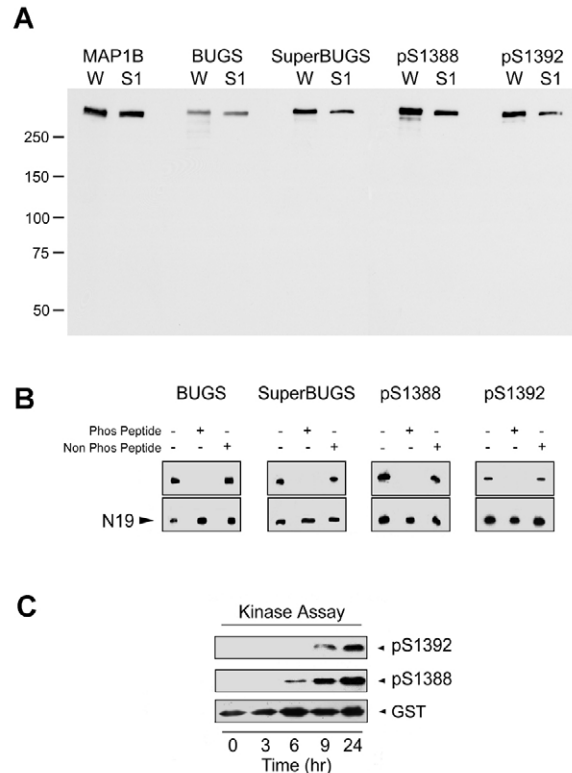 A
MAP1B BUGS SuperBUGS pS1388 pS1392
W S1 W S1 W S1 W S1 W S1
250
150
100
75
50
B
BUGS SuperBUGS pS1388 pS1392
Phos Peptide - + - - + - - + - - + -
Non Phos Peptide - - + - - + - - + - - +
N19
C
Kinase Assay
pS1392
pS1388
GST
0 3 6 9 24
Time (hr)